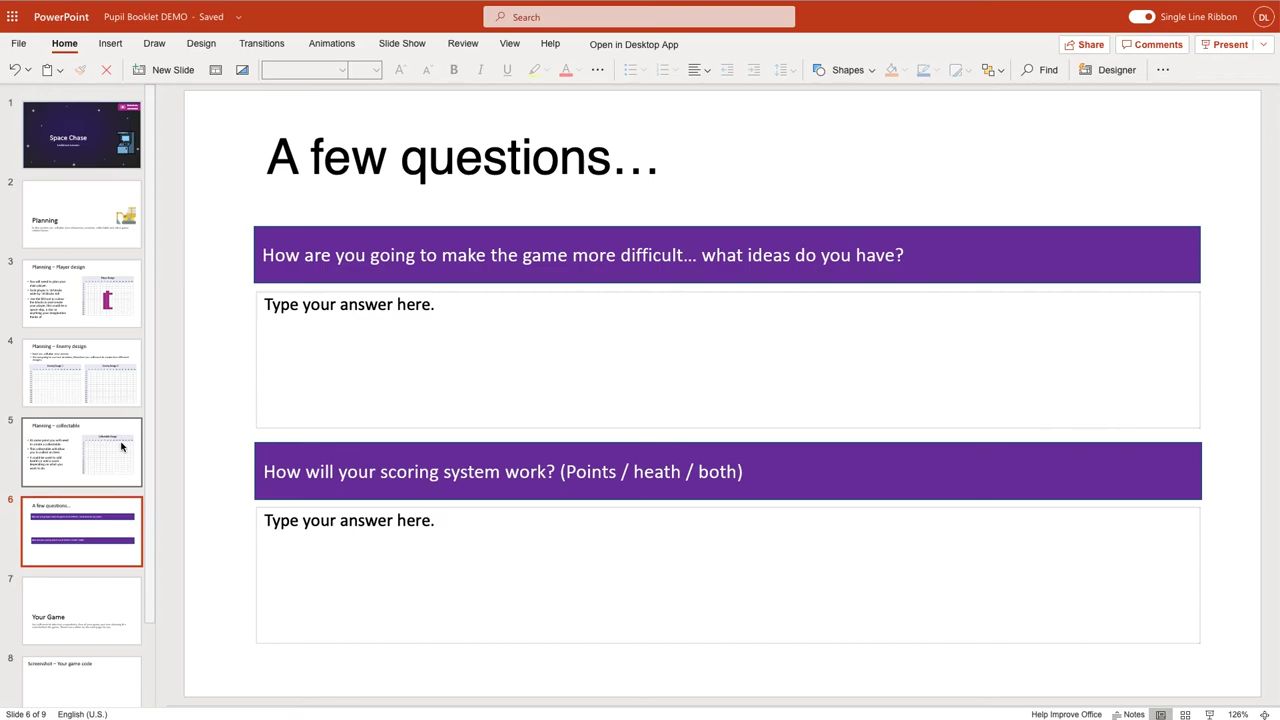 PowerPoint
Pupil Booklet DEMO - Saved
Search
Single Line Ribbon
DL
File
Home
Insert
Draw
Design
Transitions
Animations
Slide Show
Review
View
Help
Open in Desktop App
Share
Comments
Present
New Slide
B
I
U
A
Shapes
Find
Designer
1
Space Chase
2
Planning
3
Planning – Player design
4
Planning – Enemy design
5
Planning – collectable
6
A few questions…
7
Your Game
8
Screenshot – Your game code
A few questions…
How are you going to make the game more difficult… what ideas do you have?
Type your answer here.
How will your scoring system work? (Points / heath / both)
Type your answer here.
Slide 6 of 9
English (U.S.)
Help Improve Office
Notes
126%